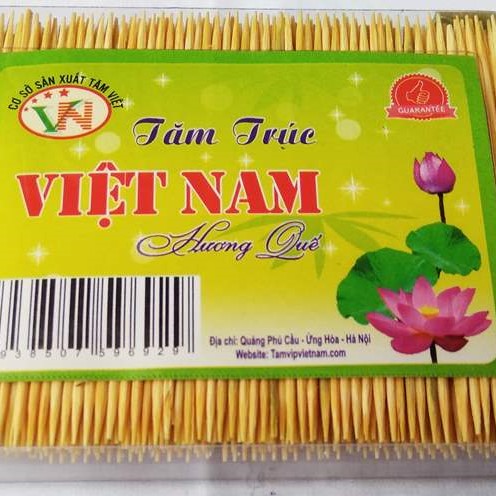 CƠ SỞ SẢN XUẤT TĂM VIỆT
VN
GUARANTEE
Tăm Trúc
VIỆT NAM
Hương Quế
938507596929
Địa chỉ: Quảng Phú Cầu - Ứng Hòa - Hà Nội
Website: Tamvipvietnam.com